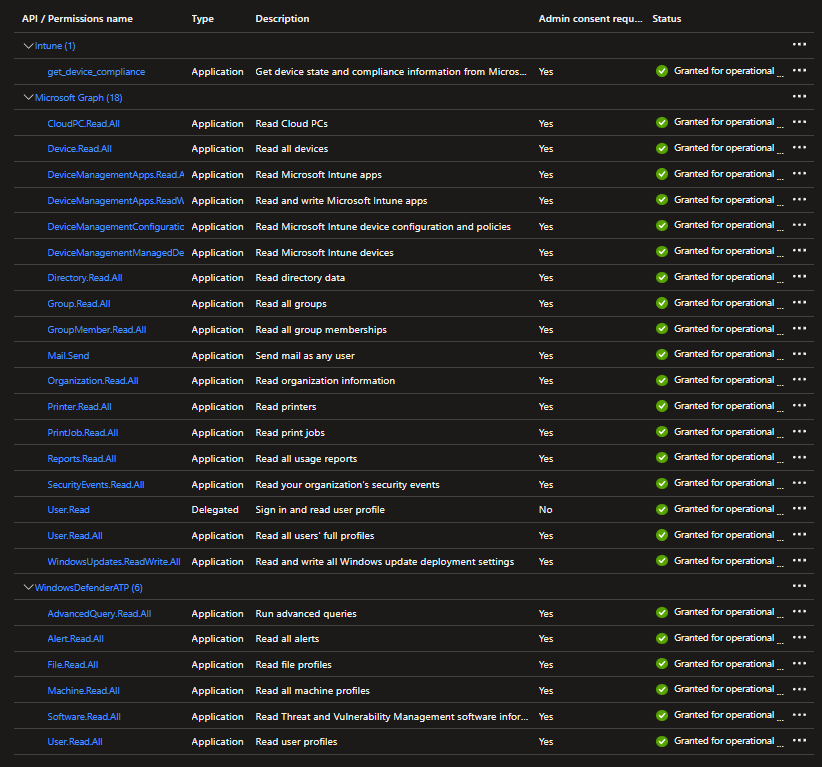 API / Permissions name Type Description Admin consent requ... Status
Intune (1)
get_device_compliance Application Get device state and compliance information from Micros... Yes Granted for operational ...
Microsoft Graph (18)
CloudPC.Read.All Application Read Cloud PCs Yes Granted for operational ...
Device.Read.All Application Read all devices Yes Granted for operational ...
DeviceManagementApps.Read.A Application Read Microsoft Intune apps Yes Granted for operational ...
DeviceManagementApps.ReadW Application Read and write Microsoft Intune apps Yes Granted for operational ...
DeviceManagementConfiguratic Application Read Microsoft Intune device configuration and policies Yes Granted for operational ...
DeviceManagementManagedDe Application Read Microsoft Intune devices Yes Granted for operational ...
Directory.Read.All Application Read directory data Yes Granted for operational ...
Group.Read.All Application Read all groups Yes Granted for operational ...
GroupMember.Read.All Application Read all group memberships Yes Granted for operational ...
Mail.Send Application Send mail as any user Yes Granted for operational ...
Organization.Read.All Application Read organization information Yes Granted for operational ...
Printer.Read.All Application Read printers Yes Granted for operational ...
PrintJob.Read.All Application Read print jobs Yes Granted for operational ...
Reports.Read.All Application Read all usage reports Yes Granted for operational ...
SecurityEvents.Read.All Application Read your organization's security events Yes Granted for operational ...
User.Read Delegated Sign in and read user profile No Granted for operational ...
User.Read.All Application Read all users' full profiles Yes Granted for operational ...
WindowsUpdates.ReadWrite.All Application Read and write all Windows update deployment settings Yes Granted for operational ...
WindowsDefenderATP (6)
AdvancedQuery.Read.All Application Run advanced queries Yes Granted for operational ...
Alert.Read.All Application Read all alerts Yes Granted for operational ...
File.Read.All Application Read file profiles Yes Granted for operational ...
Machine.Read.All Application Read all machine profiles Yes Granted for operational ...
Software.Read.All Application Read Threat and Vulnerability Management software infor... Yes Granted for operational ...
User.Read.All Application Read user profiles Yes Granted for operational ...